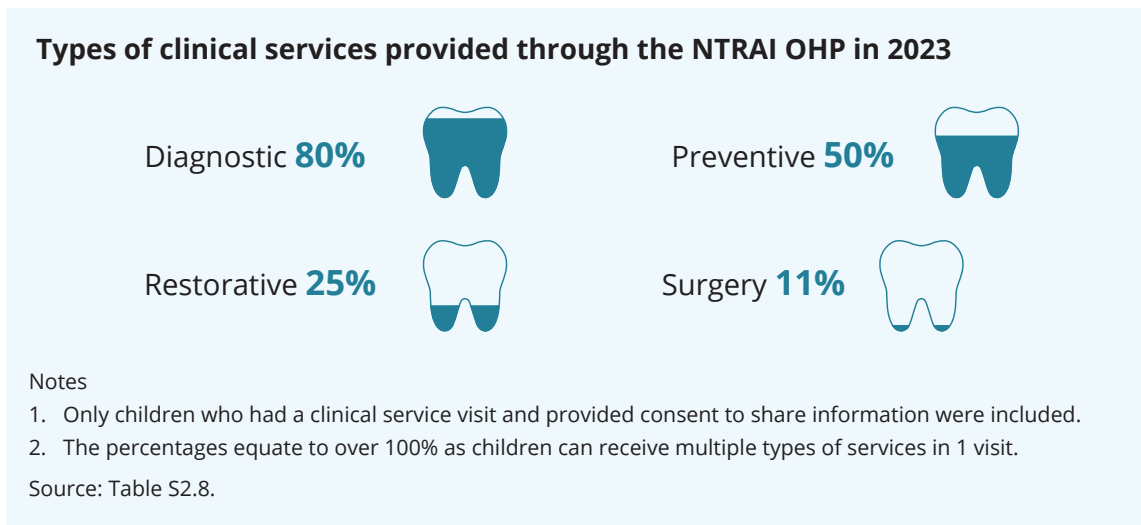 Types of clinical services provided through the NTRAI OHP in 2023
Diagnostic 80%
Preventive 50%
Restorative 25%
Surgery 11%
Notes
1. Only children who had a clinical service visit and provided consent to share information were included.
2. The percentages equate to over 100% as children can receive multiple types of services in 1 visit.
Source: Table S2.8.